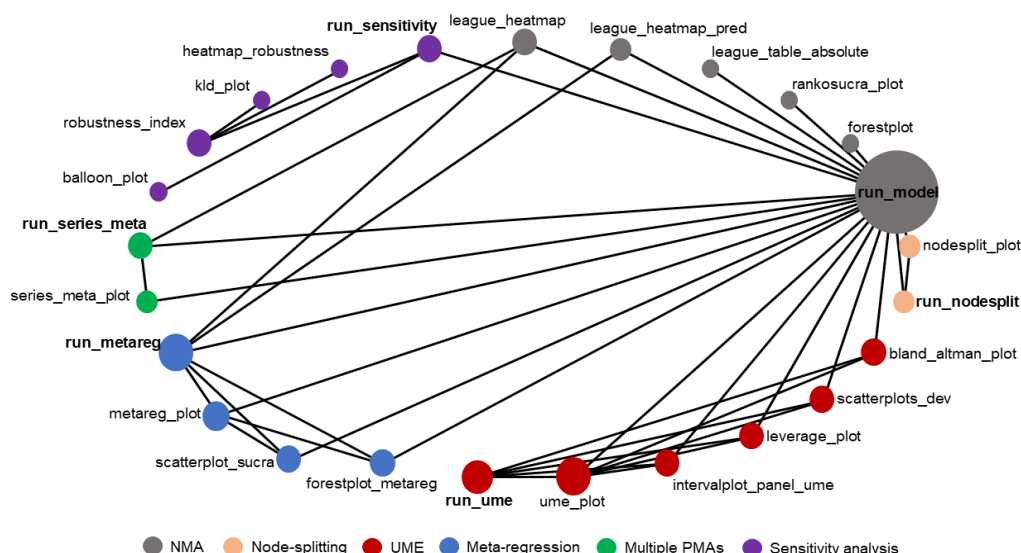 run_sensitivity
league_heatmap
league_heatmap_pred
heatmap_robustness
league_table_absolute
kld_plot
rankosucra_plot
robustness_index
forestplot
balloon_plot
run_model
run_series_meta
nodesplit_plot
series_meta_plot
run_nodesplit
run_metareg
bland_altman_plot
metareg_plot
scatterplots_dev
leverage_plot
scatterplot_sucra
forestplot_metareg
intervalplot_panel_ume
run_ume
ume_plot
NMA Node-splitting UME Meta-regression Multiple PMAs Sensitivity analysis